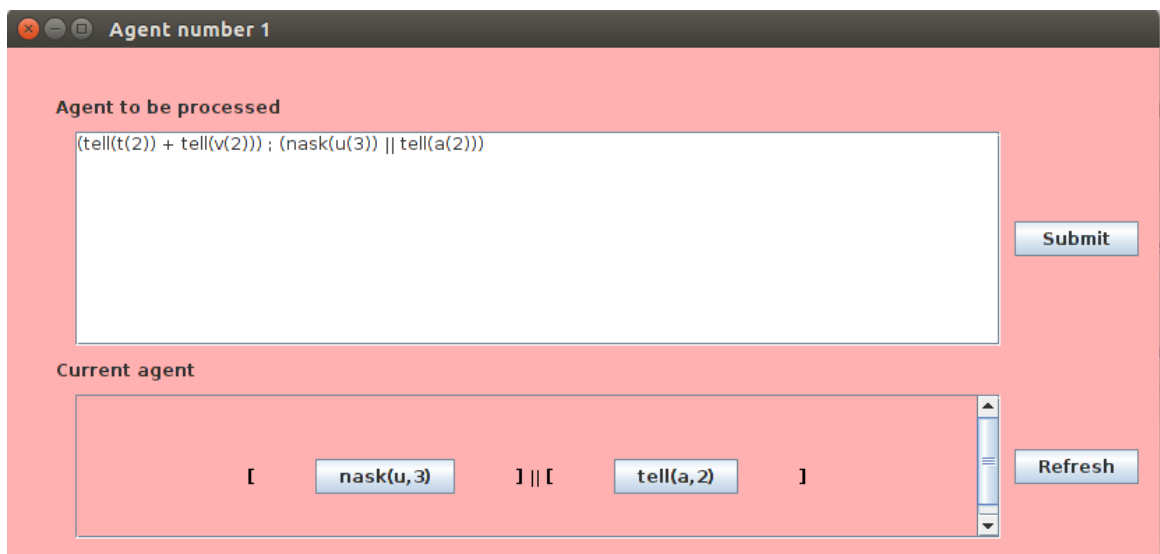 Agent number 1
Agent to be processed
(tell(t(2)) + tell(v(2))) ; (nask(u(3)) || tell(a(2)))
Submit
Current agent
[ nask(u,3) ] || [ tell(a,2) ]
Refresh